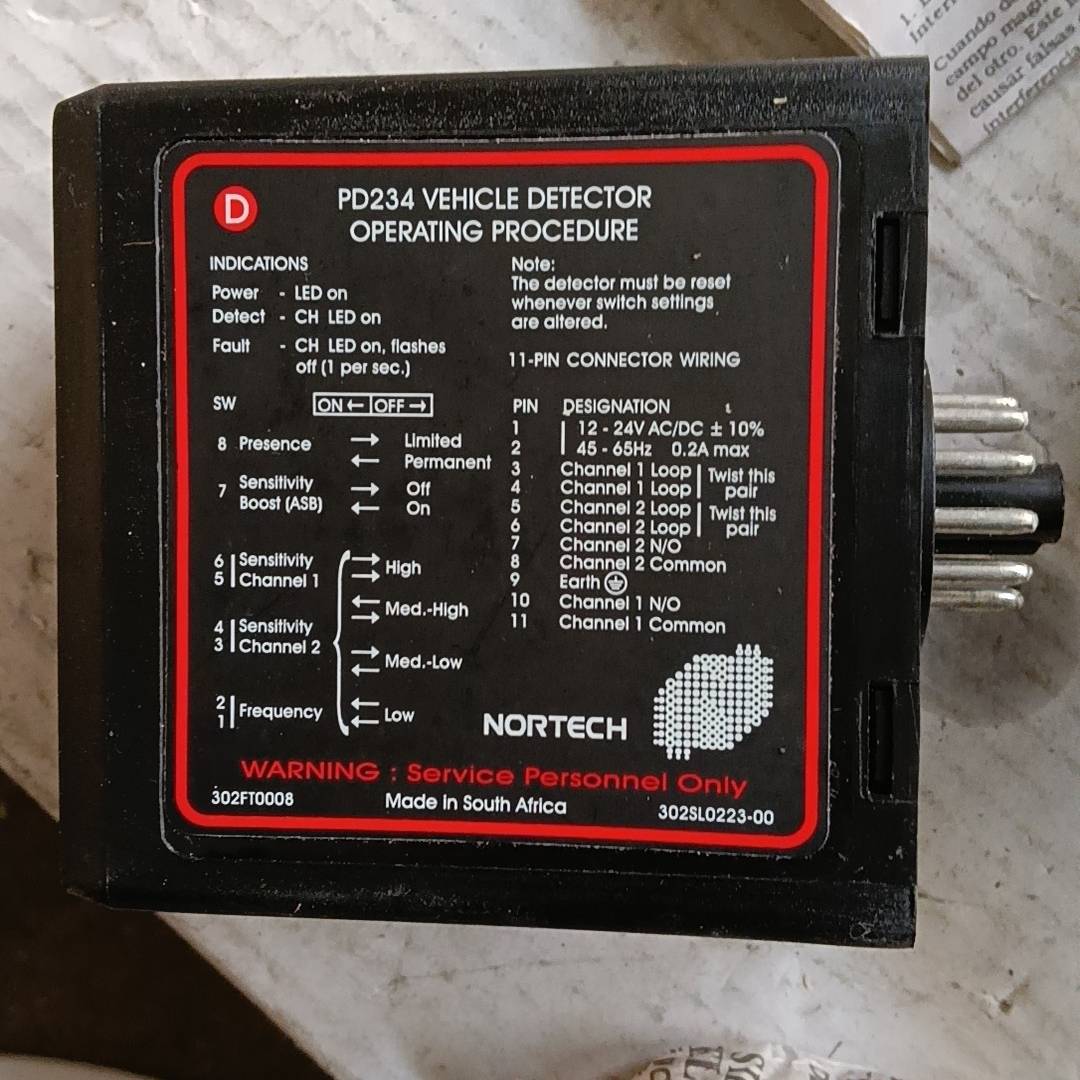 D
PD234 VEHICLE DETECTOR
OPERATING PROCEDURE
INDICATIONS
Power - LED on
Detect - CH LED on
Fault - CH LED on, flashes
off (1 per sec.)
Note:
The detector must be reset
whenever switch settings
are altered.
SW ON ← OFF →
8 Presence → Limited
← Permanent
7 Sensitivity → Off
Boost (ASB) ← On
6 Sensitivity → High
5 Channel 1 →
← Med.-High
→
4 Sensitivity
3 Channel 2
→ Med.-Low
←
2 Frequency ← Low
1 ←
11-PIN CONNECTOR WIRING
PIN DESIGNATION
1 12 - 24V AC/DC ± 10%
2 45 - 65Hz 0.2A max
3 Channel 1 Loop Twist this
4 Channel 1 Loop pair
5 Channel 2 Loop Twist this
6 Channel 2 Loop pair
7 Channel 2 N/O
8 Channel 2 Common
9 Earth
10 Channel 1 N/O
11 Channel 1 Common
NORTECH
WARNING : Service Personnel Only
302FT0008 Made in South Africa 302SL0223-00
1.
Cuando
campo
del otro. Este
causar falsas